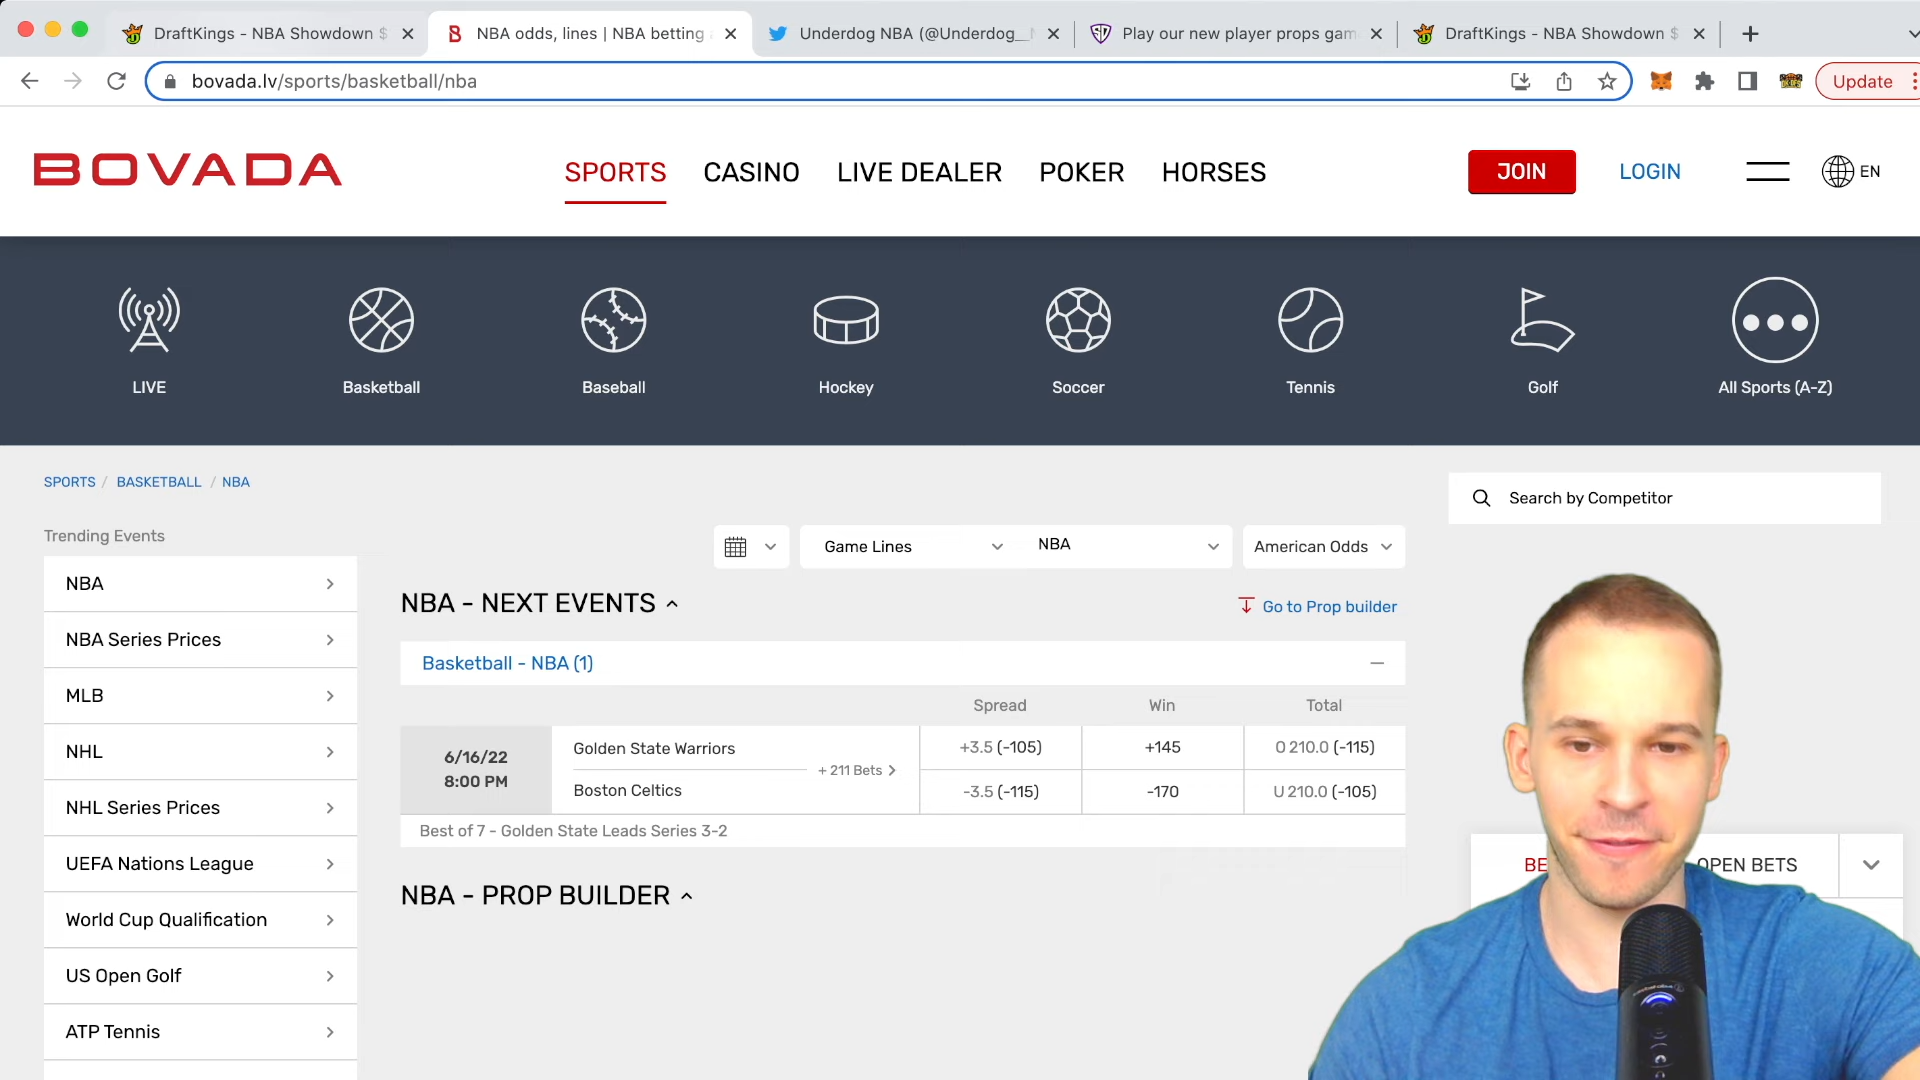 DraftKings - NBA Showdown $
NBA odds, lines | NBA betting
Underdog NBA (@Underdog__
Play our new player props gam
DraftKings - NBA Showdown $
bovada.lv/sports/basketball/nba
Update
BOVADA
SPORTS
CASINO
LIVE DEALER
POKER
HORSES
JOIN
LOGIN
EN
LIVE
Basketball
Baseball
Hockey
Soccer
Tennis
Golf
All Sports (A-Z)
SPORTS / BASKETBALL / NBA
Search by Competitor
Trending Events
Game Lines
NBA
American Odds
NBA
NBA Series Prices
MLB
NHL
NHL Series Prices
UEFA Nations League
World Cup Qualification
US Open Golf
ATP Tennis
NBA - NEXT EVENTS
Go to Prop builder
Basketball - NBA (1)
Spread
Win
Total
6/16/22
8:00 PM
Golden State Warriors
Boston Celtics
+ 211 Bets
+3.5 (-105)
+145
O 210.0 (-115)
-3.5 (-115)
-170
U 210.0 (-105)
Best of 7 - Golden State Leads Series 3-2
NBA - PROP BUILDER
BE
OPEN BETS